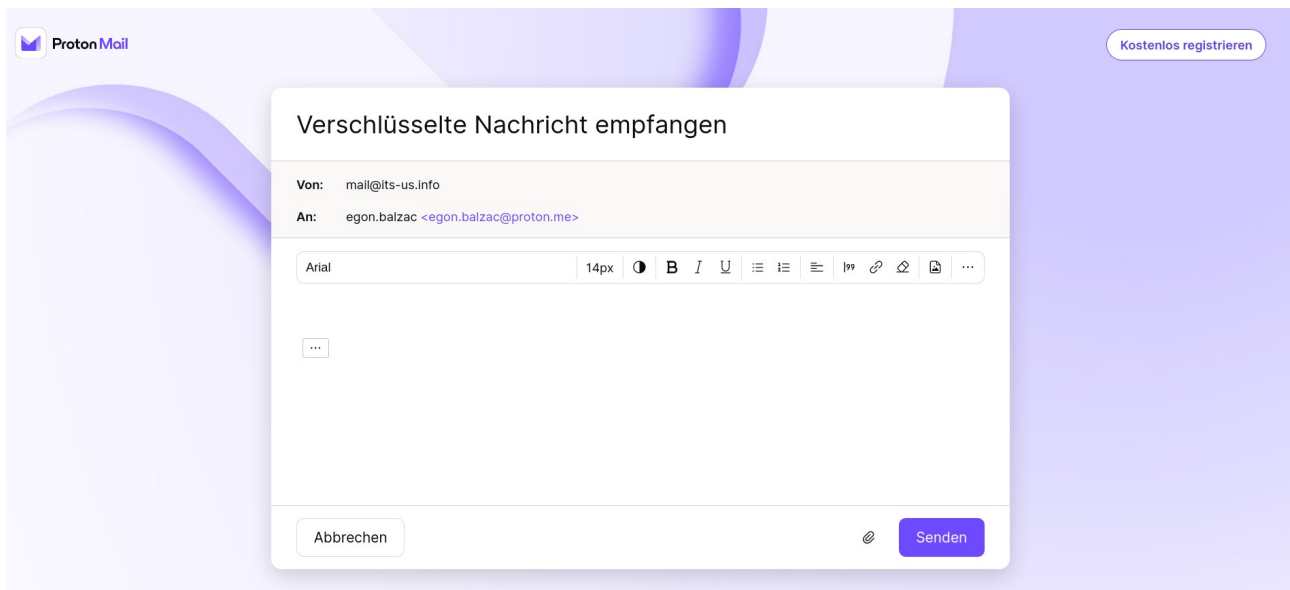 Proton Mail
Kostenlos registrieren
Verschlüsselte Nachricht empfangen
Von: mail@its-us.info
An: egon.balzac <egon.balzac@proton.me>
Arial 14px B I U
Abbrechen Senden